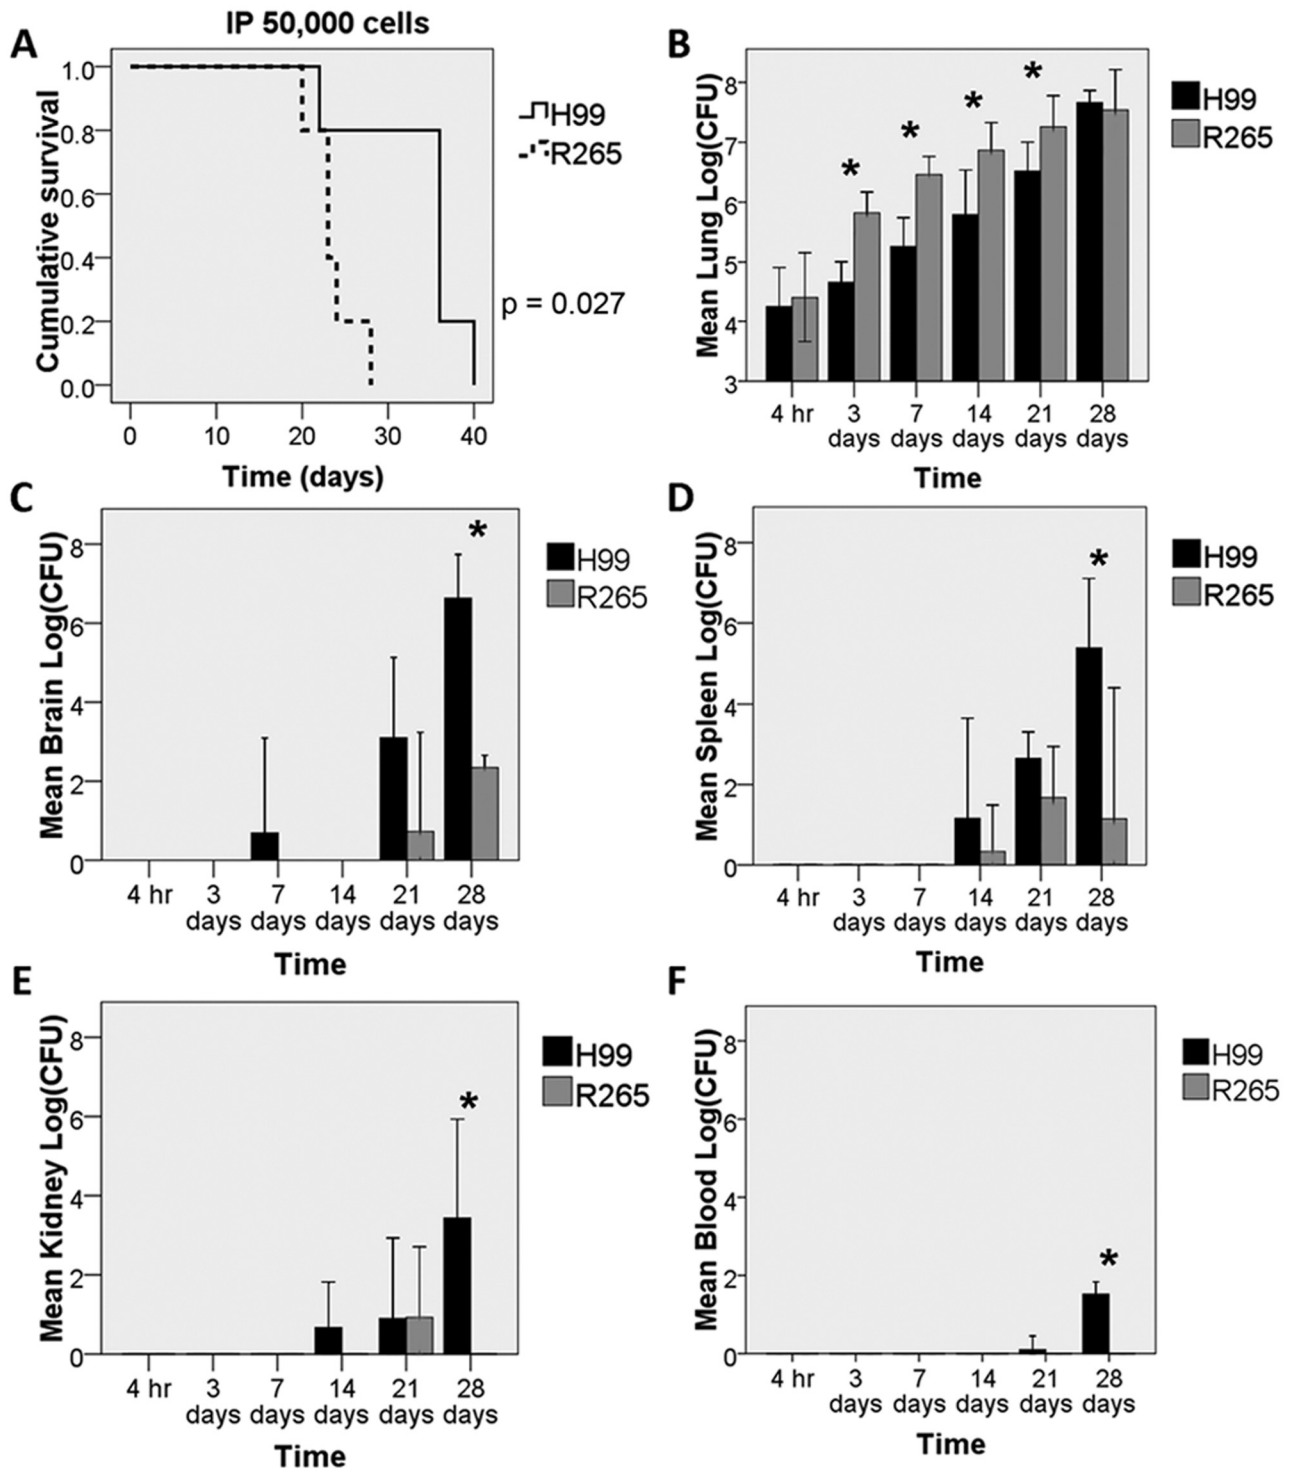 A
IP 50,000 cells
Cumulative survival
1.0
0.8
0.6
0.4
0.2
0.0
0 10 20 30 40
Time (days)
H99
R265
p = 0.027
B
Mean Lung Log(CFU)
8
7
6
5
4
3
* * * *
4 hr 3 days 7 days 14 days 21 days 28 days
Time
H99
R265
C
Mean Brain Log(CFU)
8
6
4
2
0
*
4 hr 3 days 7 days 14 days 21 days 28 days
Time
H99
R265
D
Mean Spleen Log(CFU)
8
6
4
2
0
*
4 hr 3 days 7 days 14 days 21 days 28 days
Time
H99
R265
E
Mean Kidney Log(CFU)
8
6
4
2
0
*
4 hr 3 days 7 days 14 days 21 days 28 days
Time
H99
R265
F
Mean Blood Log(CFU)
8
6
4
2
0
*
4 hr 3 days 7 days 14 days 21 days 28 days
Time
H99
R265